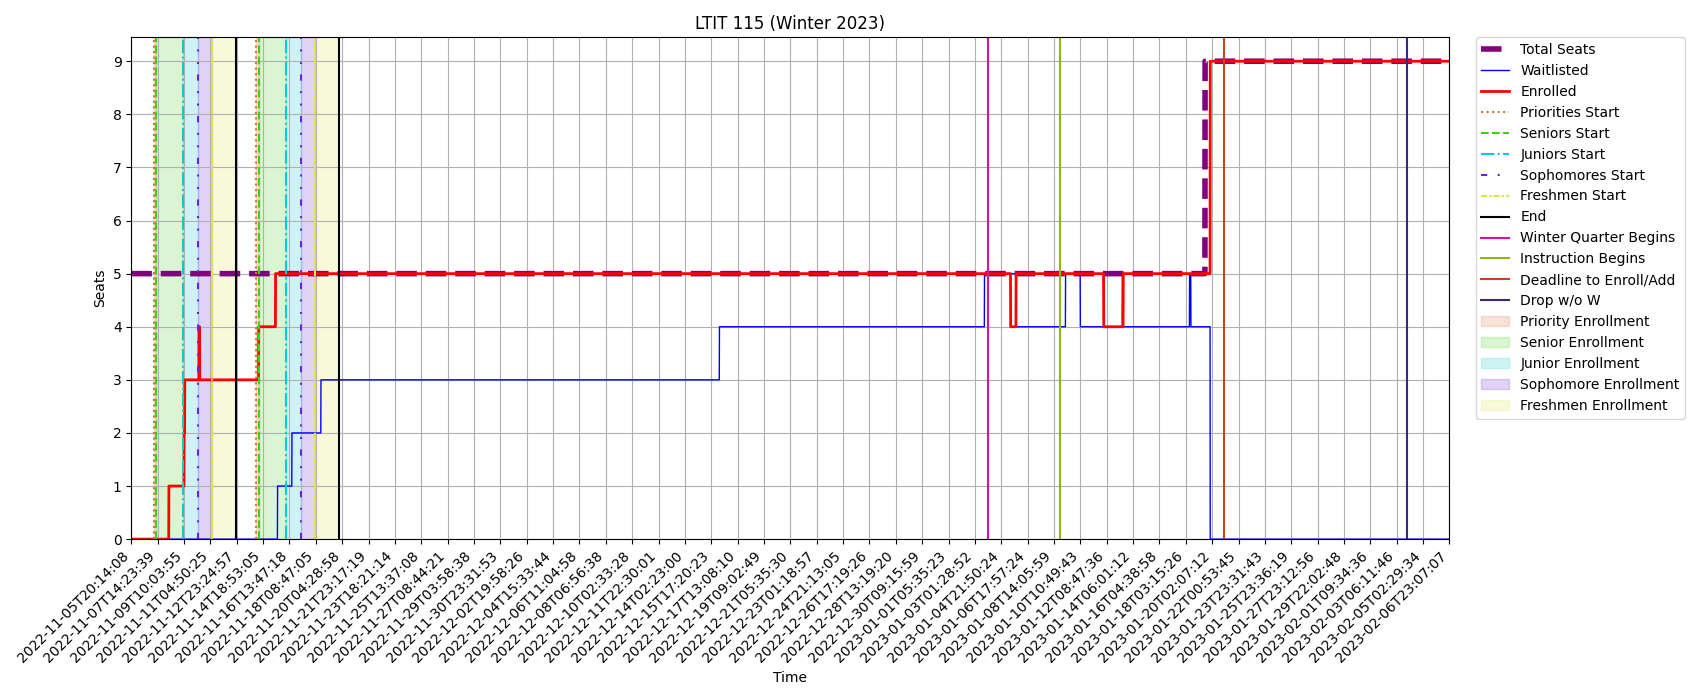 LTIT 115 (Winter 2023)
9
8
7
6
5
4
3
2
1
0
Seats
2022-11-05T20:14:08
2022-11-07T14:23:39
2022-11-09T10:03:55
2022-11-11T04:50:25
2022-11-12T23:24:57
2022-11-14T18:53:05
2022-11-16T13:47:18
2022-11-18T08:47:05
2022-11-20T04:28:58
2022-11-21T23:17:19
2022-11-23T18:21:14
2022-11-25T13:37:08
2022-11-27T08:44:21
2022-11-29T03:58:38
2022-11-30T23:31:53
2022-12-02T19:58:26
2022-12-04T15:33:44
2022-12-06T11:04:58
2022-12-08T06:56:38
2022-12-10T02:33:28
2022-12-11T22:30:01
2022-12-14T02:23:00
2022-12-15T17:20:23
2022-12-17T13:08:10
2022-12-19T09:02:49
2022-12-21T05:35:30
2022-12-23T01:18:57
2022-12-24T21:13:05
2022-12-26T17:19:26
2022-12-28T13:19:20
2022-12-30T09:15:59
2023-01-01T05:35:23
2023-01-03T01:28:52
2023-01-04T21:50:24
2023-01-06T17:57:24
2023-01-08T14:05:59
2023-01-10T10:49:43
2023-01-12T08:47:36
2023-01-14T06:01:12
2023-01-16T04:38:58
2023-01-18T03:15:26
2023-01-20T02:07:12
2023-01-22T00:53:45
2023-01-23T23:31:43
2023-01-25T23:36:19
2023-01-27T23:12:56
2023-01-29T22:02:48
2023-02-01T09:34:36
2023-02-03T06:11:46
2023-02-05T02:29:34
2023-02-06T23:07:07
Time
Total Seats
Waitlisted
Enrolled
Priorities Start
Seniors Start
Juniors Start
Sophomores Start
Freshmen Start
End
Winter Quarter Begins
Instruction Begins
Deadline to Enroll/Add
Drop w/o W
Priority Enrollment
Senior Enrollment
Junior Enrollment
Sophomore Enrollment
Freshmen Enrollment